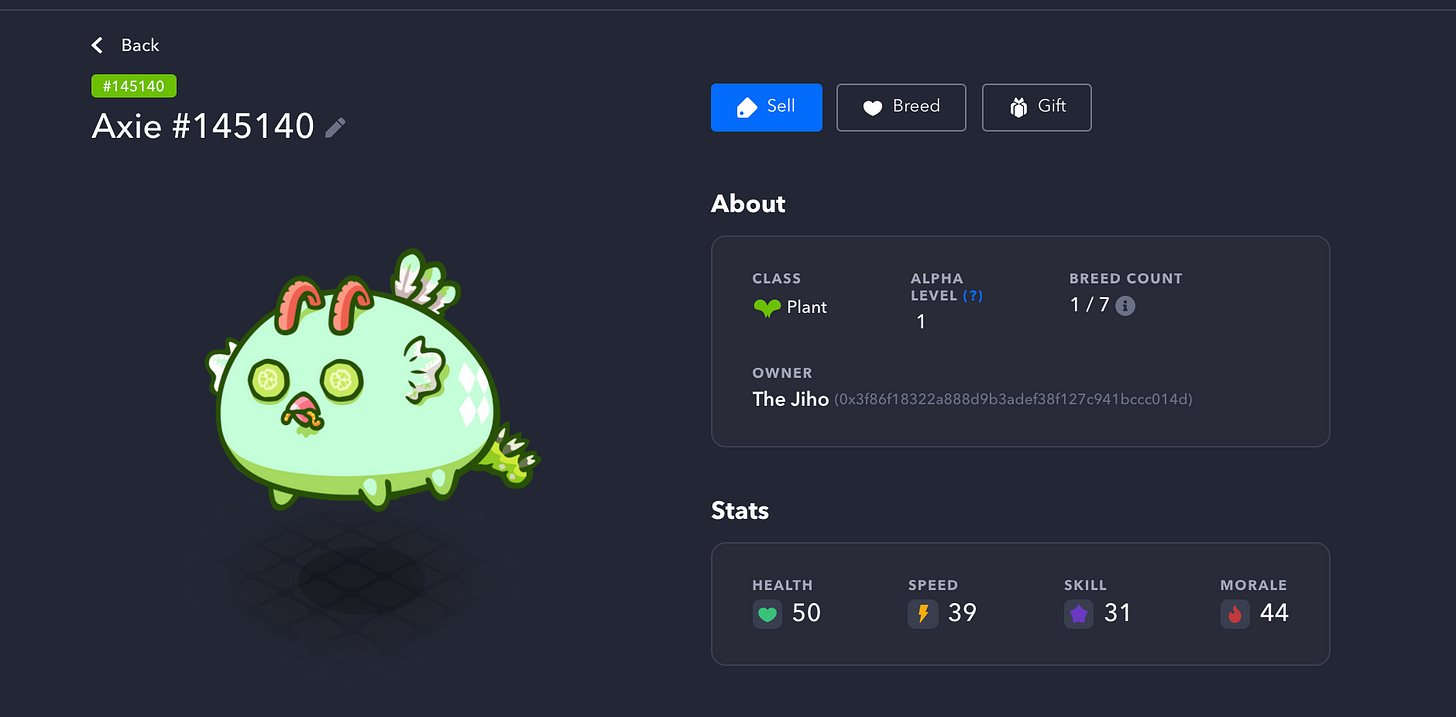 Back
#145140
Axie #145140
Sell
Breed
Gift
About
CLASS
Plant
ALPHA
LEVEL (?)
1
BREED COUNT
1 / 7
OWNER
The Jiho (0x3f86f18322a888d9b3adef38f127c941bccc014d)
Stats
HEALTH
50
SPEED
39
SKILL
31
MORALE
44